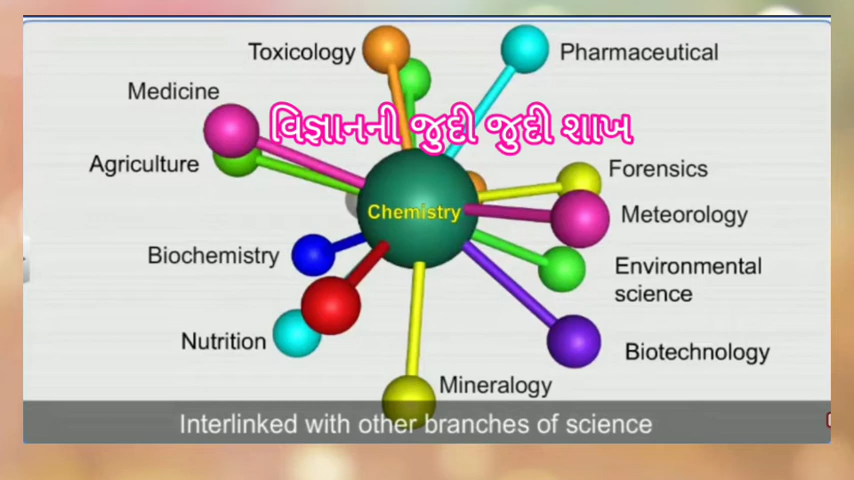 Toxicology
Pharmaceutical
Medicine
વિજ્ઞાનની જુદી જુદી શાખ
Agriculture
Forensics
Chemistry
Meteorology
Biochemistry
Environmental
science
Nutrition
Biotechnology
Mineralogy
Interlinked with other branches of science